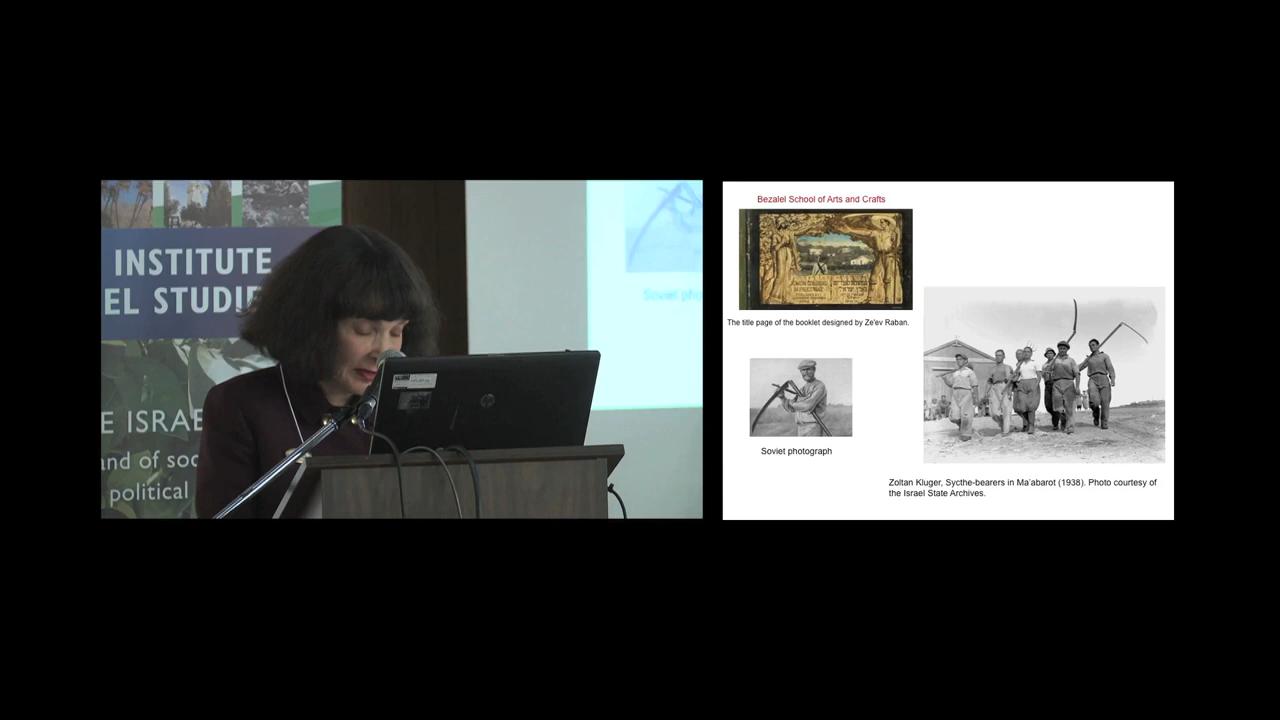 INSTITUTE
EL STUDIE
E ISRAE
and of soc
political
Soviet pho
Bezalel School of Arts and Crafts
The title page of the booklet designed by Ze'ev Raban.
Soviet photograph
Zoltan Kluger, Sycthe-bearers in Ma'abarot (1938). Photo courtesy of
the Israel State Archives.